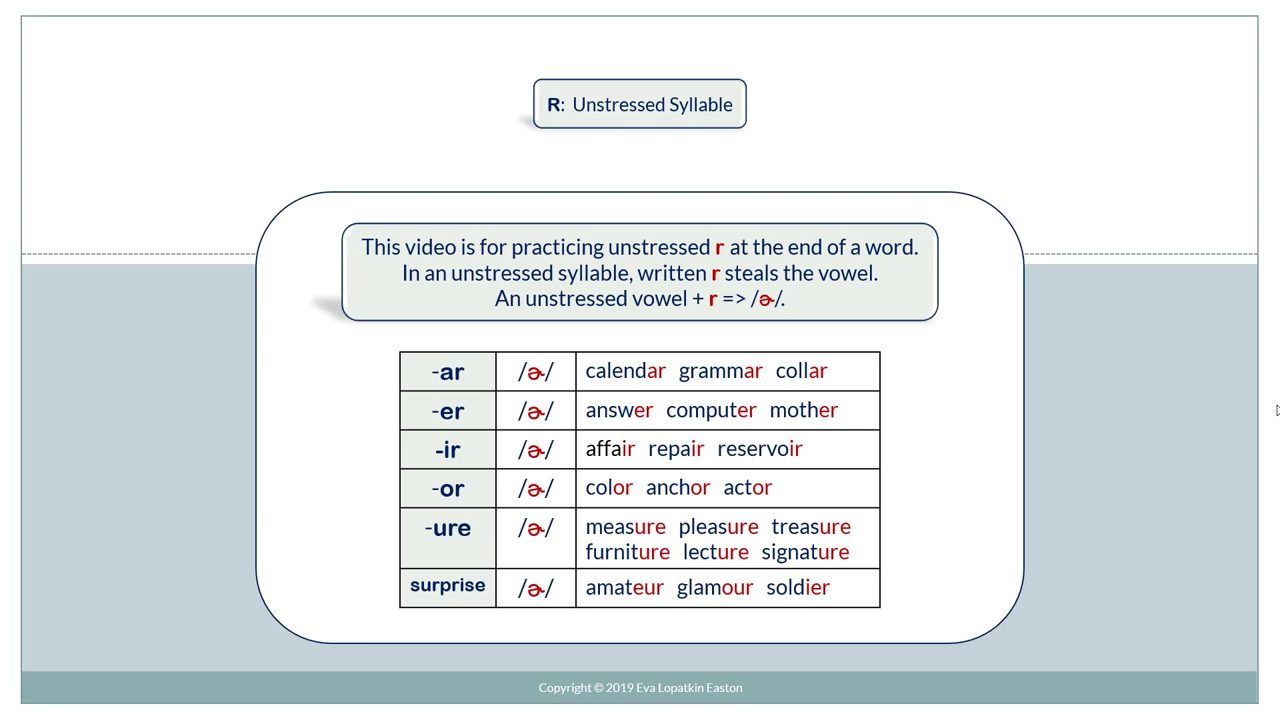 R: Unstressed Syllable
This video is for practicing unstressed r at the end of a word.
In an unstressed syllable, written r steals the vowel.
An unstressed vowel + r => /ɚ/.
-ar /ɚ/ calendar grammar collar
-er /ɚ/ answer computer mother
-ir /ɚ/ affair repair reservoir
-or /ɚ/ color anchor actor
-ure /ɚ/ measure pleasure treasure
furniture lecture signature
surprise /ɚ/ amateur glamour soldier
Copyright © 2019 Eva Lopatkin Easton